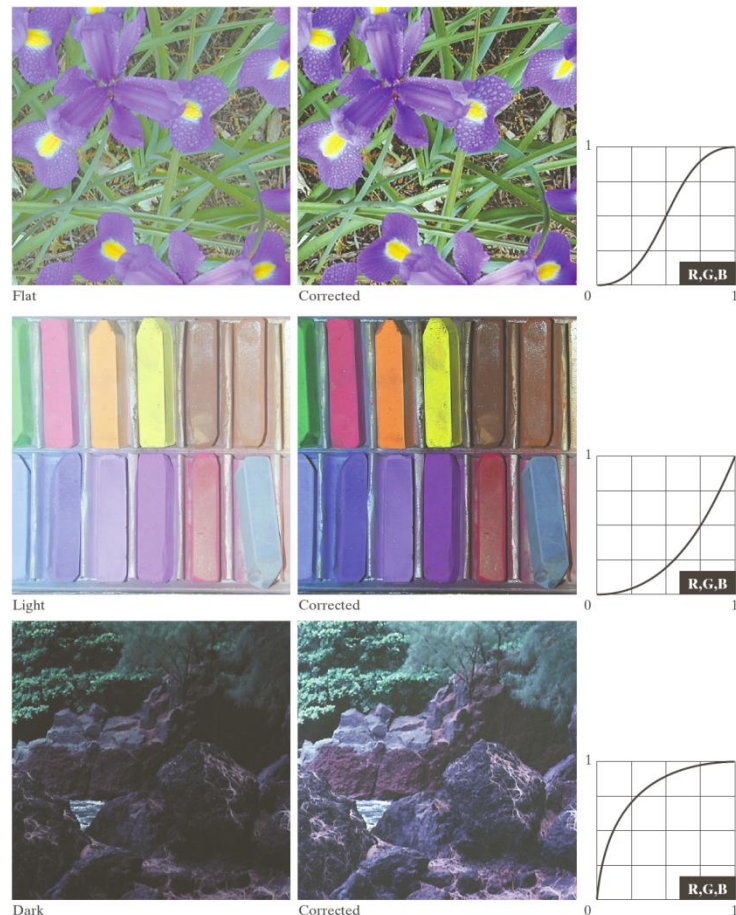 1
R,G,B
Flat
Corrected
0
1
1
R,G,B
Light
Corrected
0
1
1
R,G,B
Dark
Corrected
0
1